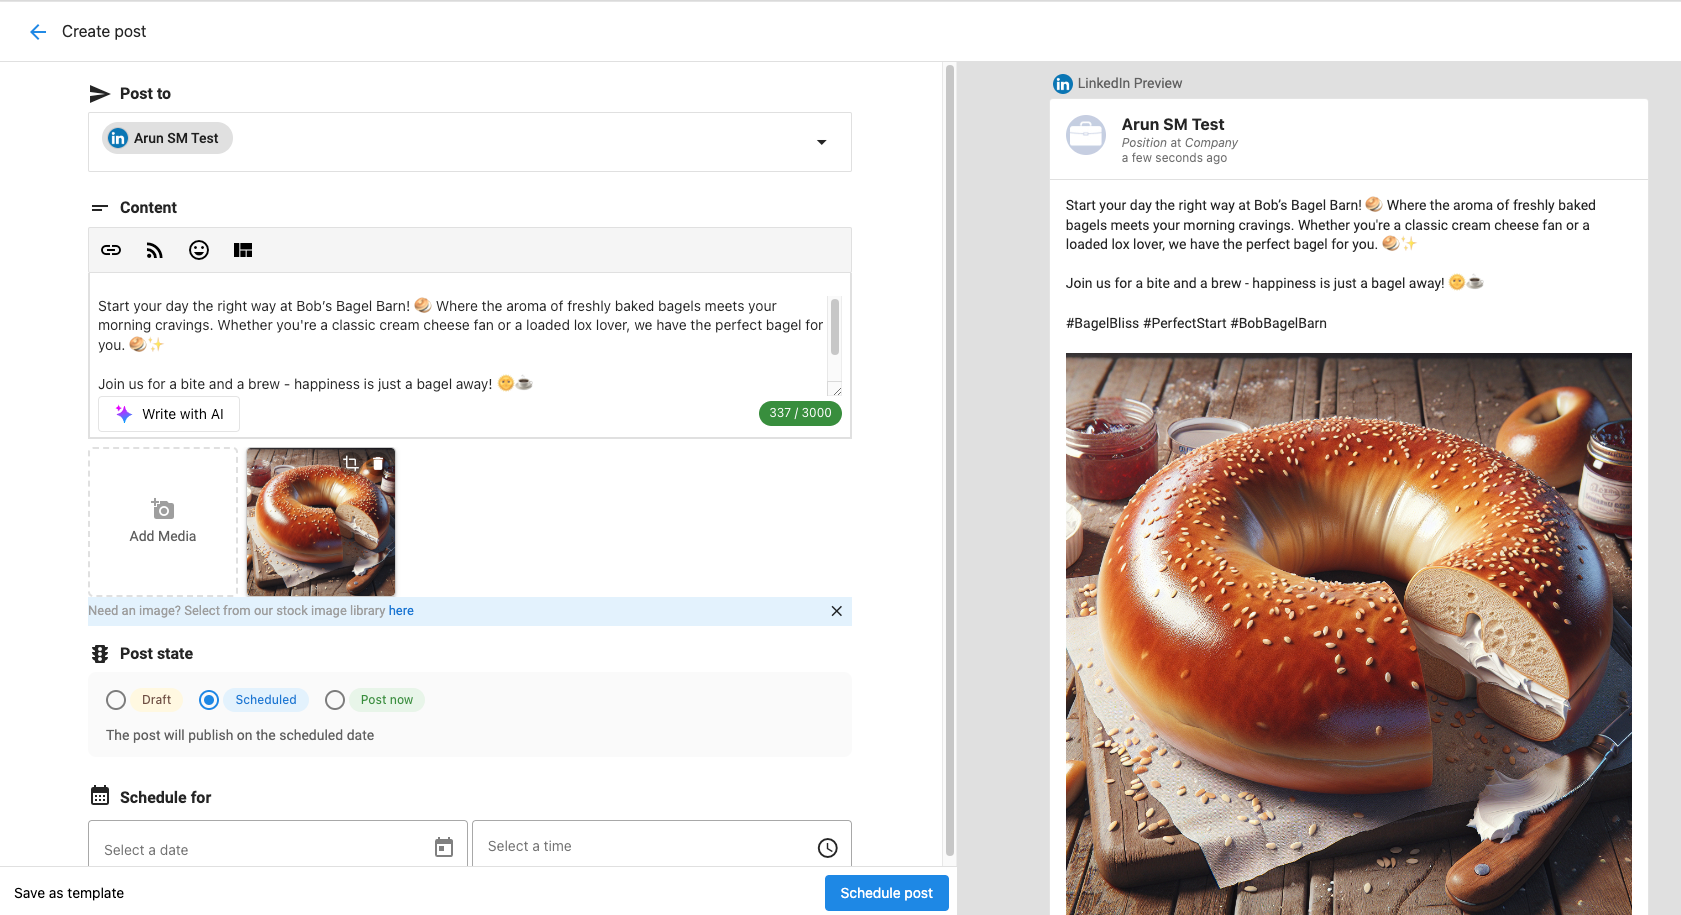 Create post
Post to
in Arun SM Test
Content
Start your day the right way at Bob’s Bagel Barn! 🥯 Where the aroma of freshly baked bagels meets your
morning cravings. Whether you're a classic cream cheese fan or a loaded lox lover, we have the perfect bagel for
you. 🥯✨
Join us for a bite and a brew - happiness is just a bagel away! 🌞☕
Write with AI
337 / 3000
Add Media
Need an image? Select from our stock image library here
Post state
Draft
Scheduled
Post now
The post will publish on the scheduled date
Schedule for
Select a date
Select a time
Save as template
Schedule post
in LinkedIn Preview
Arun SM Test
Position at Company
a few seconds ago
Start your day the right way at Bob’s Bagel Barn! 🥯 Where the aroma of freshly baked
bagels meets your morning cravings. Whether you're a classic cream cheese fan or a
loaded lox lover, we have the perfect bagel for you. 🥯✨
Join us for a bite and a brew - happiness is just a bagel away! 🌞☕
#BagelBliss #PerfectStart #BobBagelBarn